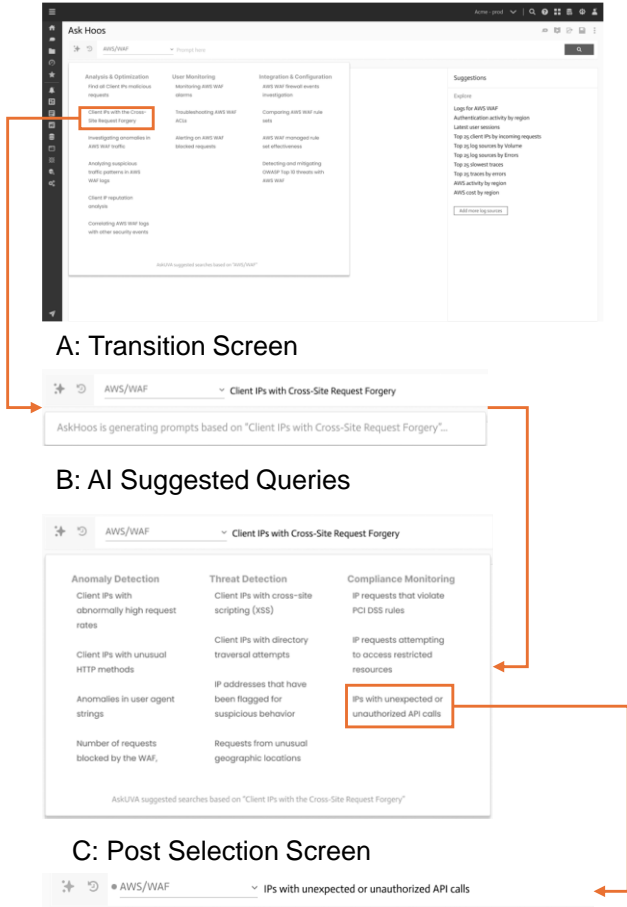 Acme - prod
Ask Hoos
AWS/WAF
Prompt here
Analysis & Optimization
Find all Client IPs malicious
requests
Client IPs with the Cross-
Site Request Forgery
Investigating anomalies in
AWS WAF traffic
Analyzing suspicious
traffic patterns in AWS
WAF logs
Client IP reputation
analysis
Correlating AWS WAF logs
with other security events
User Monitoring
Monitoring AWS WAF
alarms
Troubleshooting AWS WAF
ACLs
Alerting on AWS WAF
blocked requests
Integration & Configuration
AWS WAF firewall events
investigation
Comparing AWS WAF rule
sets
AWS WAF managed rule
set effectiveness
Detecting and mitigating
OWASP Top 10 threats with
AWS WAF
AskUVA suggested searches based on "AWS/WAF"
Suggestions
Explore
Logs for AWS WAF
Authentication activity by region
Latest user sessions
Top 25 client IPs by incoming requests
Top 25 log sources by Volume
Top 25 log sources by Errors
Top 25 slowest traces
Top 25 traces by errors
AWS activity by region
AWS cost by region
Add more log sources
A: Transition Screen
AWS/WAF
Client IPs with Cross-Site Request Forgery
AskHoos is generating prompts based on "Client IPs with Cross-Site Request Forgery"...
B: AI Suggested Queries
AWS/WAF
Client IPs with Cross-Site Request Forgery
Anomaly Detection
Client IPs with
abnormally high request
rates
Client IPs with unusual
HTTP methods
Anomalies in user agent
strings
Number of requests
blocked by the WAF,
Threat Detection
Client IPs with cross-site
scripting (XSS)
Client IPs with directory
traversal attempts
IP addresses that have
been flagged for
suspicious behavior
Requests from unusual
geographic locations
Compliance Monitoring
IP requests that violate
PCI DSS rules
IP requests attempting
to access restricted
resources
IPs with unexpected or
unauthorized API calls
AskUVA suggested searches based on "Client IPs with the Cross-Site Request Forgery"
C: Post Selection Screen
AWS/WAF
IPs with unexpected or unauthorized API calls